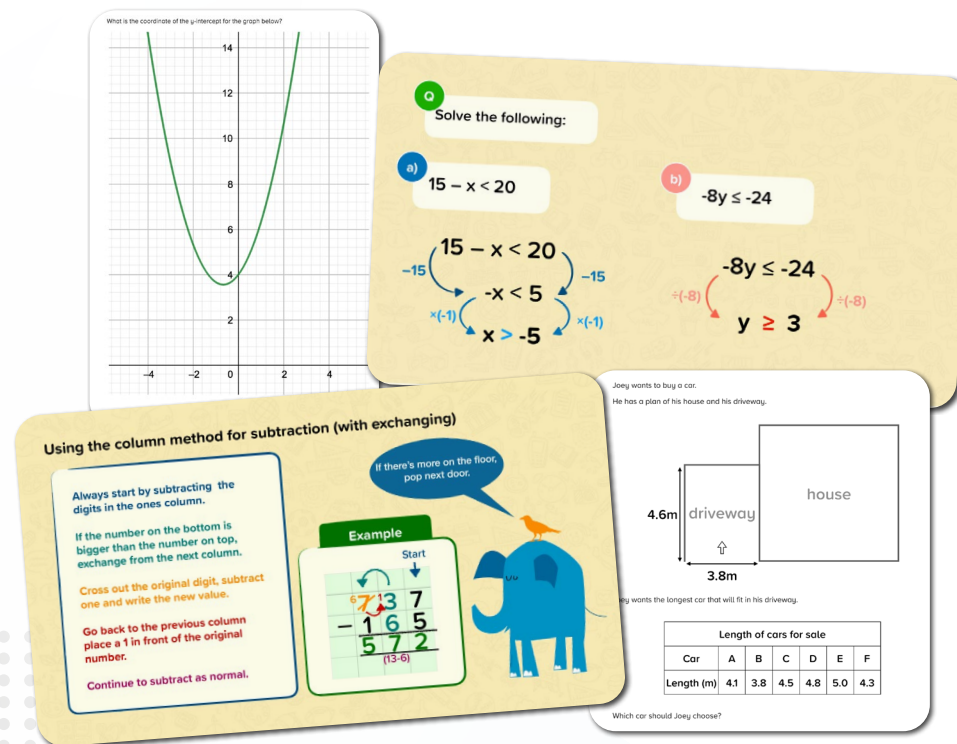 What is the coordinate of the y-intercept for the graph below?
14
12
10
8
6
4
2
−4 −2 0 2 4
Q
Solve the following:
a)
15 − x < 20
15 − x < 20
−15 −15
-x < 5
×(-1) ×(-1)
x > -5
b)
-8y ≤ -24
-8y ≤ -24
÷(-8) ÷(-8)
y ≥ 3
Using the column method for subtraction (with exchanging)
Always start by subtracting the
digits in the ones column.
If the number on the bottom is
bigger than the number on top,
exchange from the next column.
Cross out the original digit, subtract
one and write the new value.
Go back to the previous column
place a 1 in front of the original
number.
Continue to subtract as normal.
If there's more on the floor,
pop next door.
Example
Start
6 7 1 3 7
− 1 6 5
5 7 2
(13-6)
Joey wants to buy a car.
He has a plan of his house and his driveway.
house
4.6m driveway
3.8m
wants the longest car that will fit in his driveway.
Length of cars for sale
Car A B C D E F
Length (m) 4.1 3.8 4.5 4.8 5.0 4.3
Which car should Joey choose?